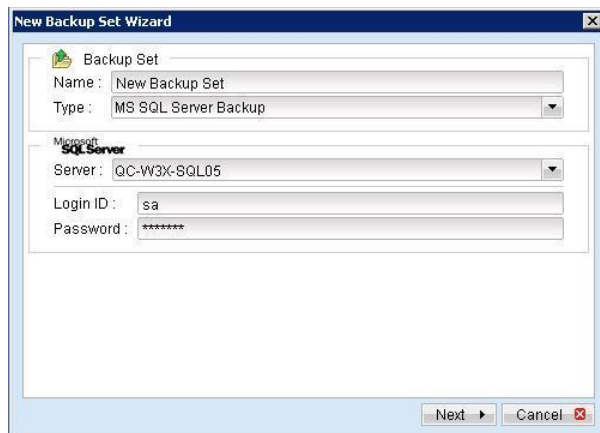 New Backup Set Wizard
Backup Set
Name : New Backup Set
Type : MS SQL Server Backup
Microsoft
SQL Server
Server : QC-W3X-SQL05
Login ID : sa
Password : *******
Next Cancel